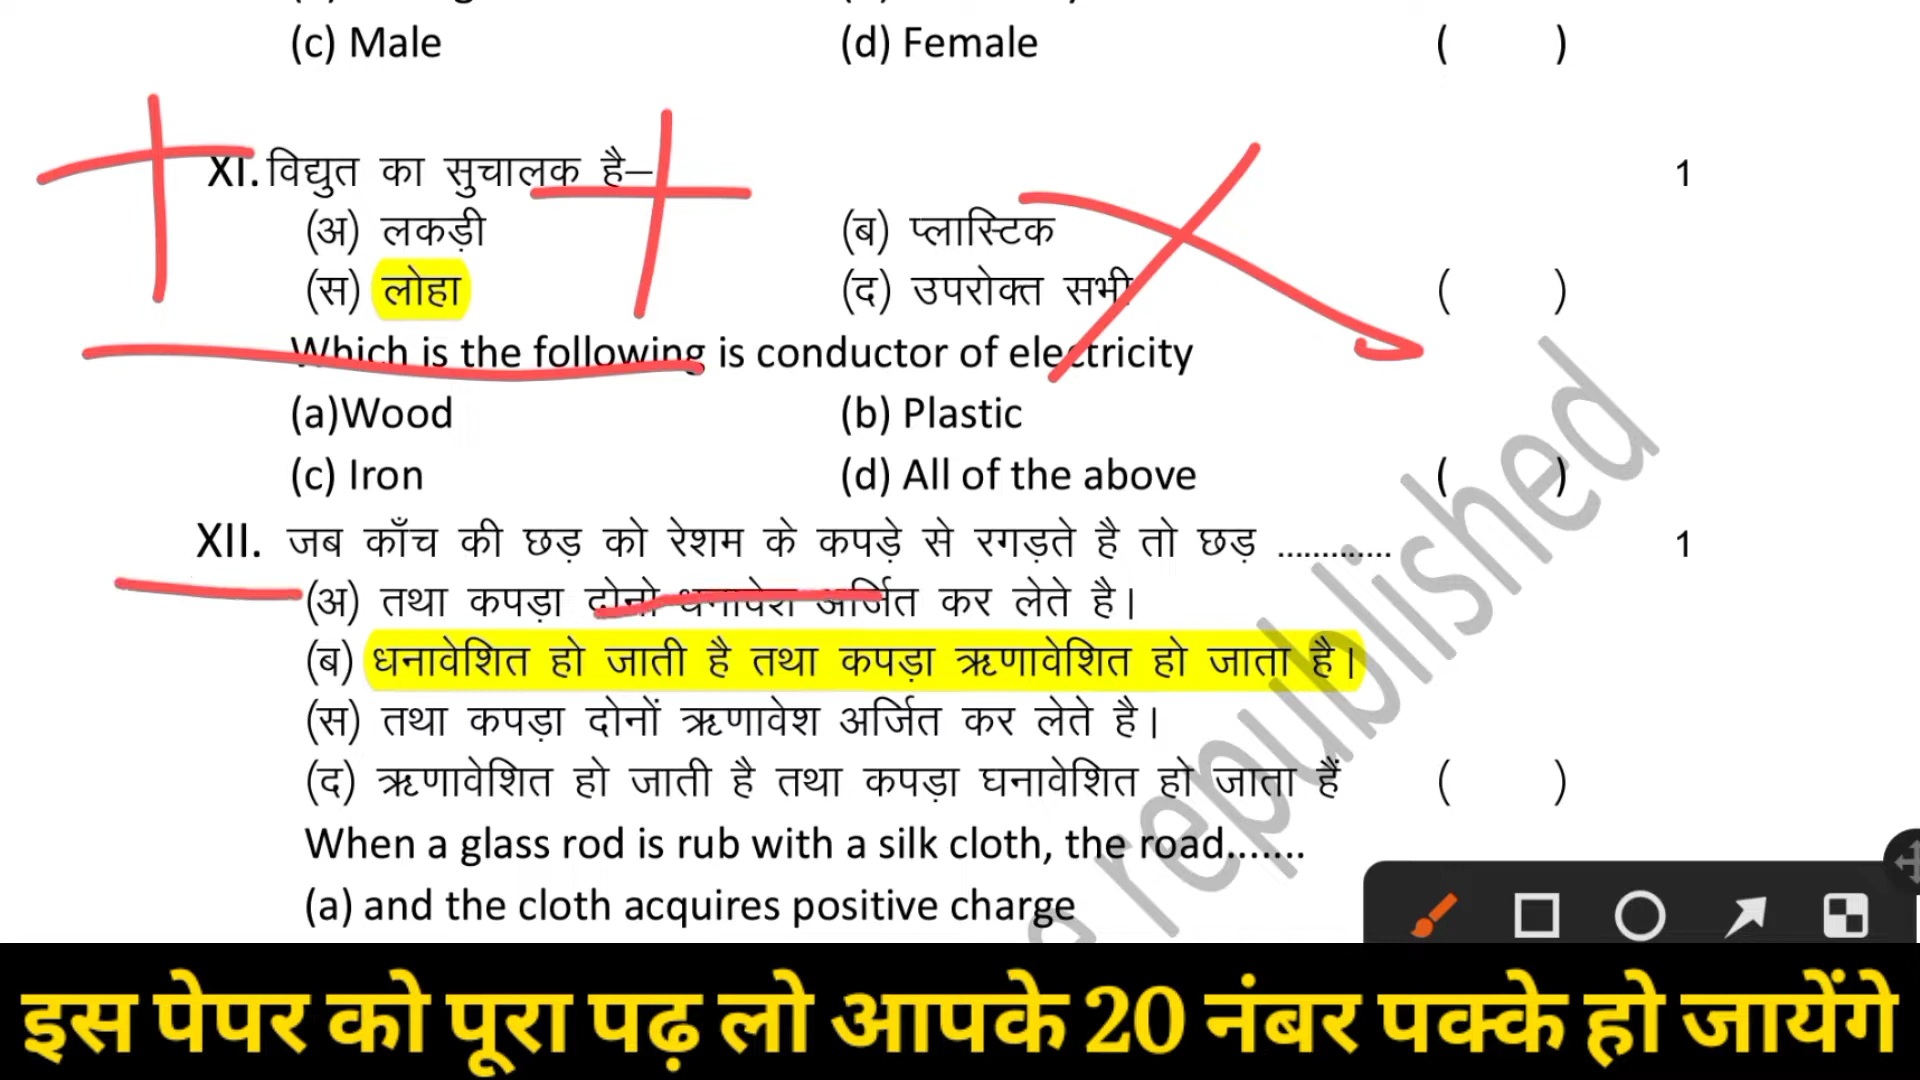 (c) Male (d) Female ( )
XI. विद्युत का सुचालक है– 1
(अ) लकड़ी (ब) प्लास्टिक
(स) लोहा (द) उपरोक्त सभी ( )
Which is the following is conductor of electricity
(a)Wood (b) Plastic
(c) Iron (d) All of the above ( )
XII. जब काँच की छड़ को रेशम के कपड़े से रगड़ते है तो छड़ ............. 1
(अ) तथा कपड़ा दोनो धनावेश अर्जित कर लेते है।
(ब) धनावेशित हो जाती है तथा कपड़ा ऋणावेशित हो जाता है।
(स) तथा कपड़ा दोनों ऋणावेश अर्जित कर लेते है।
(द) ऋणावेशित हो जाती है तथा कपड़ा घनावेशित हो जाता हैं ( )
When a glass rod is rub with a silk cloth, the road.......
(a) and the cloth acquires positive charge
republished
इस पेपर को पूरा पढ़ लो आपके 20 नंबर पक्के हो जायेंगे